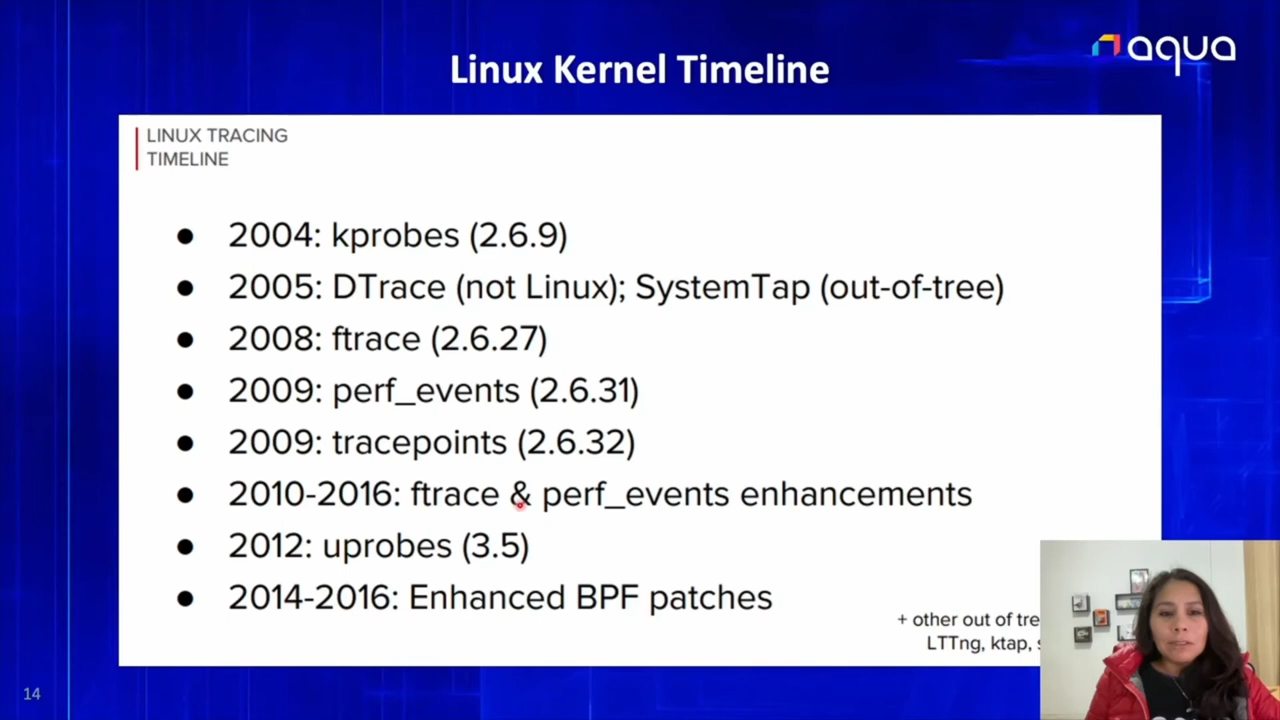 aqua
Linux Kernel Timeline
LINUX TRACING
TIMELINE
● 2004: kprobes (2.6.9)
● 2005: DTrace (not Linux); SystemTap (out-of-tree)
● 2008: ftrace (2.6.27)
● 2009: perf_events (2.6.31)
● 2009: tracepoints (2.6.32)
● 2010-2016: ftrace & perf_events enhancements
● 2012: uprobes (3.5)
● 2014-2016: Enhanced BPF patches
+ other out of
LTTng, ktap,
14